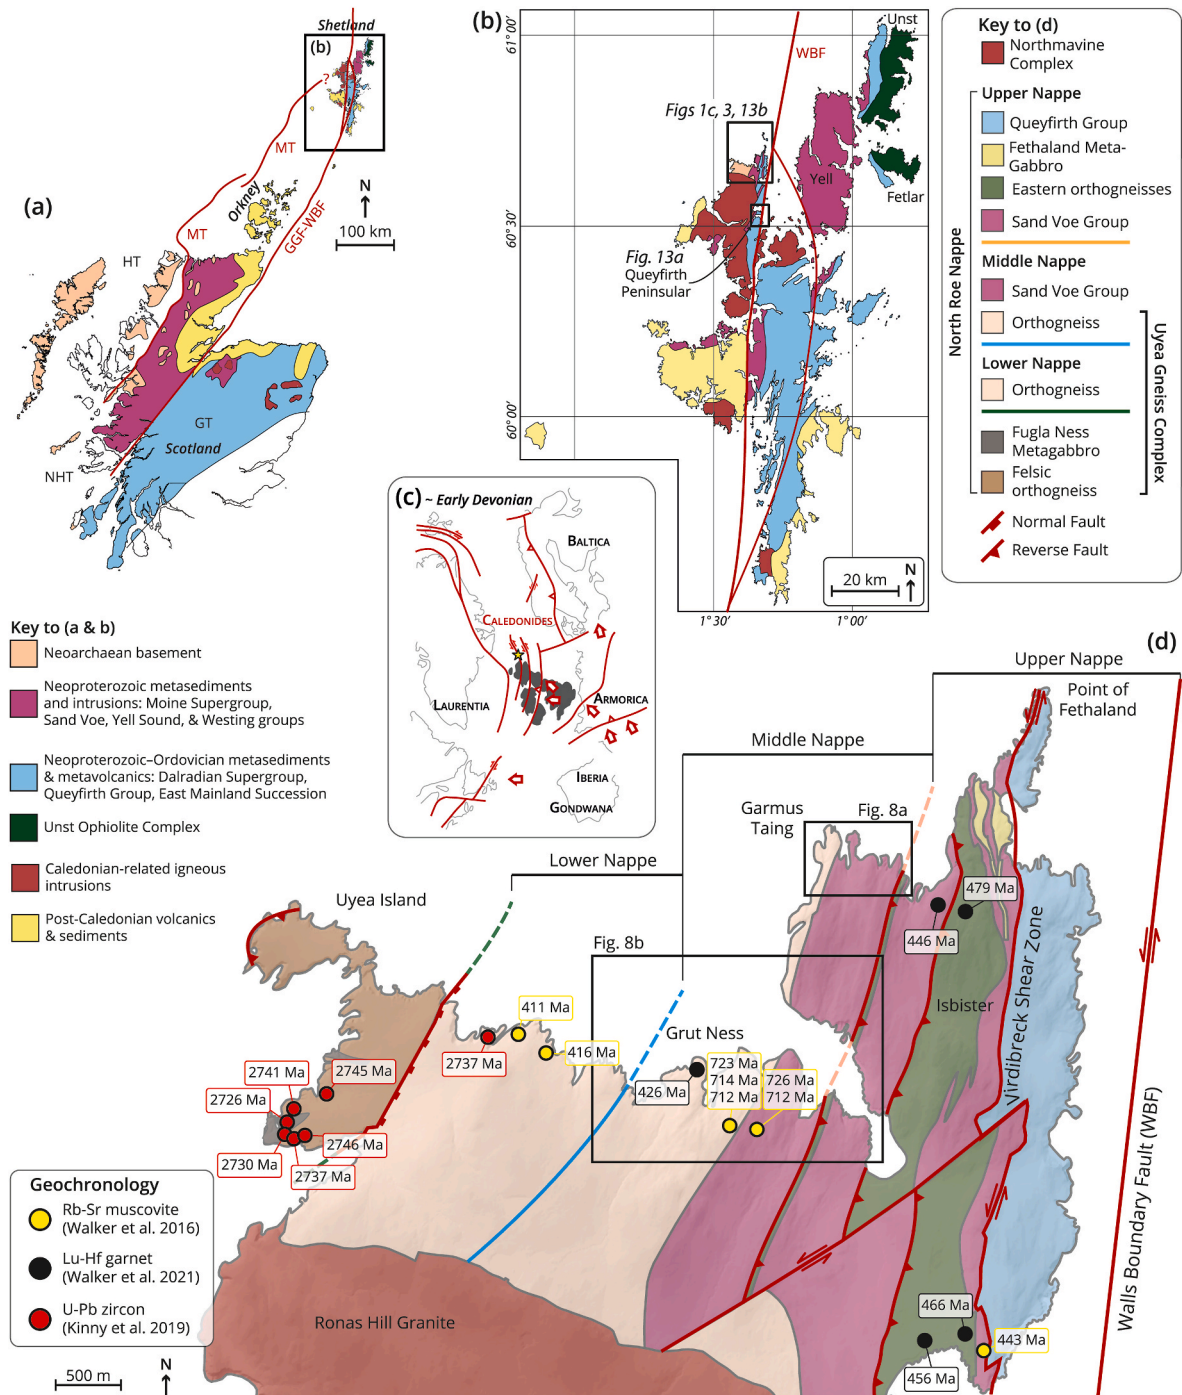 (a)
Shetland
(b)
?
MT
MT
Orkney
GGF-WBF
N
100 km
HT
GT
Scotland
NHT
(b)
61°00'
60°30'
60°00'
1°30'
1°00'
WBF
Unst
Figs 1c, 3, 13b
Yell
Fetlar
Fig. 13a
Queyfirth
Peninsular
20 km
N
Key to (d)
Northmavine
Complex
North Roe Nappe
Upper Nappe
Queyfirth Group
Fethaland Meta-
Gabbro
Eastern orthogneisses
Sand Voe Group
Middle Nappe
Sand Voe Group
Orthogneiss
Uyea Gneiss Complex
Lower Nappe
Orthogneiss
Fugla Ness
Metagabbro
Felsic
orthogneiss
Normal Fault
Reverse Fault
(c)
~ Early Devonian
BALTICA
CALEDONIDES
LAURENTIA
ARMORICA
IBERIA
GONDWANA
Key to (a & b)
Neoarchaean basement
Neoproterozoic metasediments
and intrusions: Moine Supergroup,
Sand Voe, Yell Sound, & Westing groups
Neoproterozoic–Ordovician metasediments
& metavolcanics: Dalradian Supergroup,
Queyfirth Group, East Mainland Succession
Unst Ophiolite Complex
Caledonian-related igneous
intrusions
Post-Caledonian volcanics
& sediments
(d)
Upper Nappe
Point of
Fethaland
Middle Nappe
Garmus
Taing
Fig. 8a
Lower Nappe
Uyea Island
479 Ma
446 Ma
Fig. 8b
Isbister
Virdibreck Shear Zone
411 Ma
Grut Ness
416 Ma
2737 Ma
723 Ma
714 Ma
712 Ma
726 Ma
712 Ma
426 Ma
2741 Ma
2745 Ma
2726 Ma
2746 Ma
2730 Ma
2737 Ma
Walls Boundary Fault (WBF)
Geochronology
Rb-Sr muscovite
(Walker et al. 2016)
Lu-Hf garnet
(Walker et al. 2021)
U-Pb zircon
(Kinny et al. 2019)
Ronas Hill Granite
466 Ma
443 Ma
456 Ma
500 m
N